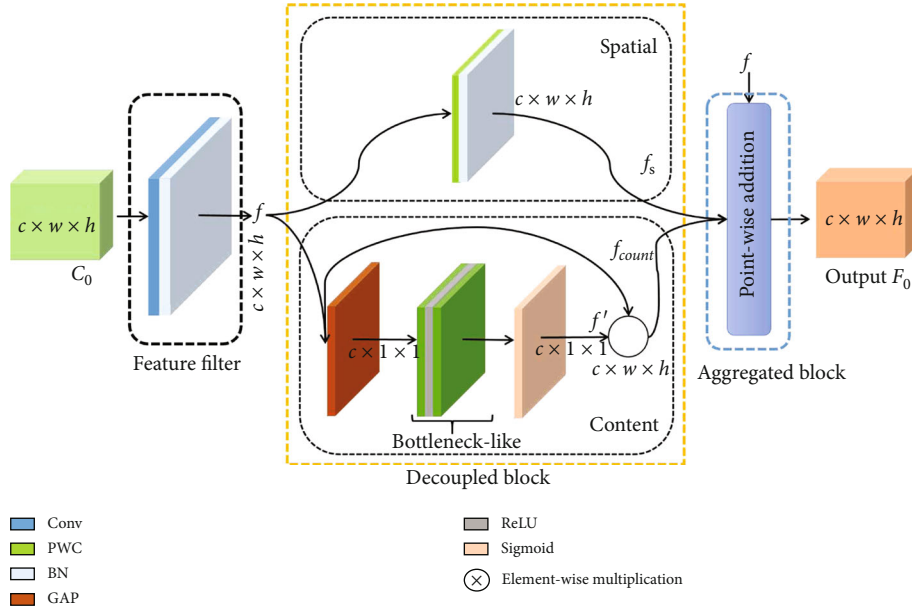 Spatial
f
c × w × h
f_s
c × w × h
C_0
f
c × w × h
Feature filter
f_count
c × 1 × 1
f′
c × 1 × 1
c × w × h
Content
Bottleneck-like
Decoupled block
Point-wise addition
Aggregated block
c × w × h
Output F_0
Conv
PWC
BN
GAP
ReLU
Sigmoid
× Element-wise multiplication